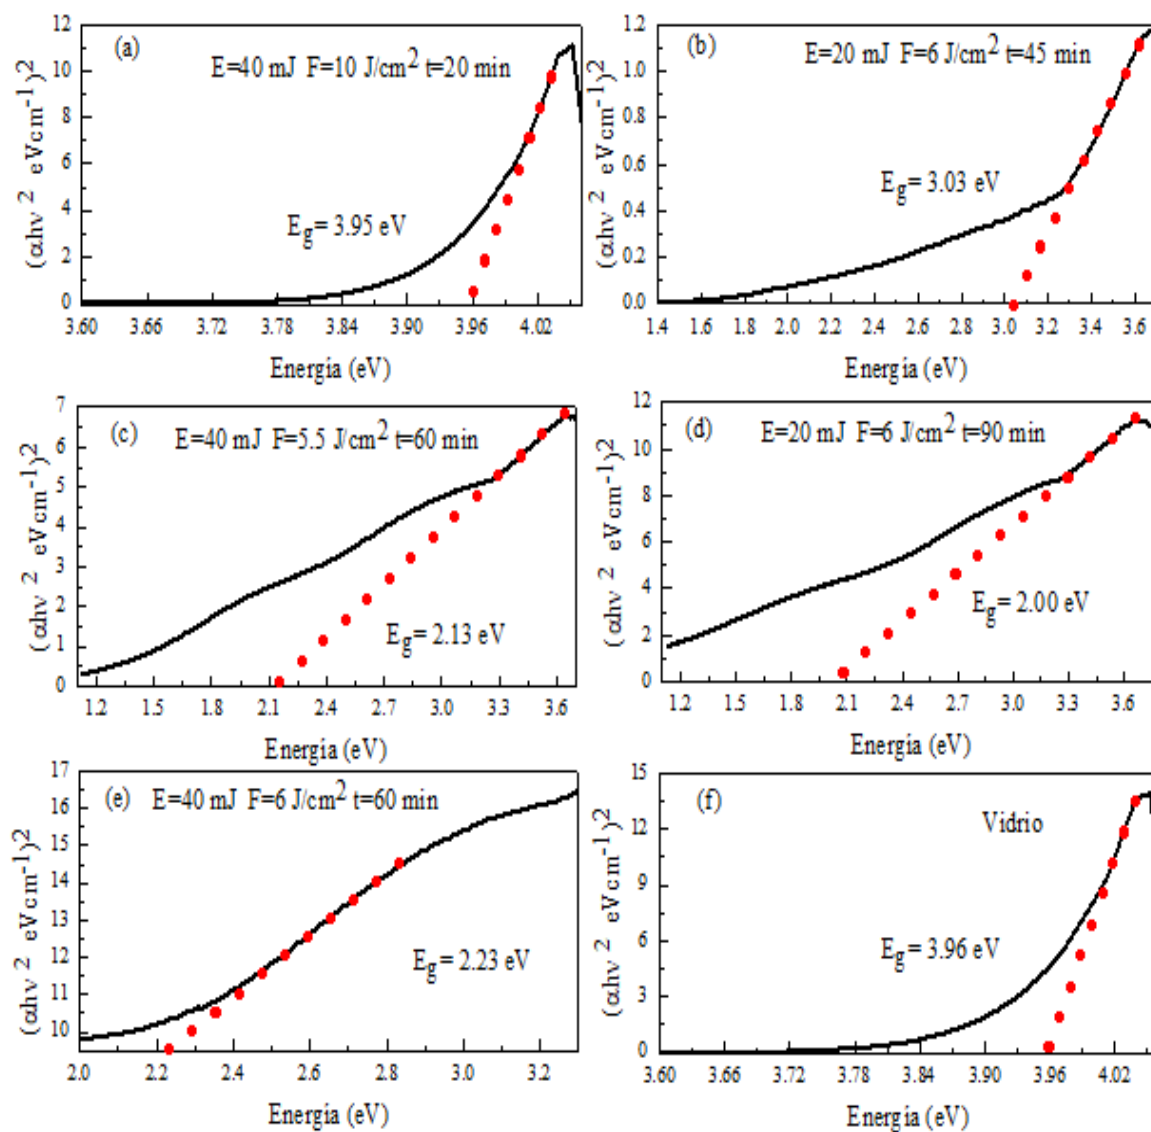 (a)
E=40 mJ F=10 J/cm² t=20 min
E_g= 3.95 eV
(αhν ² eVcm⁻¹)²
12
10
8
6
4
2
0
3.60 3.66 3.72 3.78 3.84 3.90 3.96 4.02
Energía (eV)
(b)
E=20 mJ F=6 J/cm² t=45 min
E_g= 3.03 eV
(αhν ² eVcm⁻¹)²
1.2
1.0
0.8
0.6
0.4
0.2
0.0
1.4 1.6 1.8 2.0 2.2 2.4 2.6 2.8 3.0 3.2 3.4 3.6
Energía (eV)
(c)
E=40 mJ F=5.5 J/cm² t=60 min
E_g= 2.13 eV
(αhν ² eVcm⁻¹)²
7
6
5
4
3
2
1
0
1.2 1.5 1.8 2.1 2.4 2.7 3.0 3.3 3.6
Energía (eV)
(d)
E=20 mJ F=6 J/cm² t=90 min
E_g= 2.00 eV
(αhν ² eVcm⁻¹)²
12
10
8
6
4
2
0
1.2 1.5 1.8 2.1 2.4 2.7 3.0 3.3 3.6
Energía (eV)
(e)
E=40 mJ F=6 J/cm² t=60 min
E_g= 2.23 eV
(αhν ² eVcm⁻¹)²
17
16
15
14
13
12
11
10
2.0 2.2 2.4 2.6 2.8 3.0 3.2
Energía (eV)
(f)
Vidrio
E_g= 3.96 eV
(αhν ² eVcm⁻¹)²
15
12
9
6
3
0
3.60 3.66 3.72 3.78 3.84 3.90 3.96 4.02
Energía (eV)